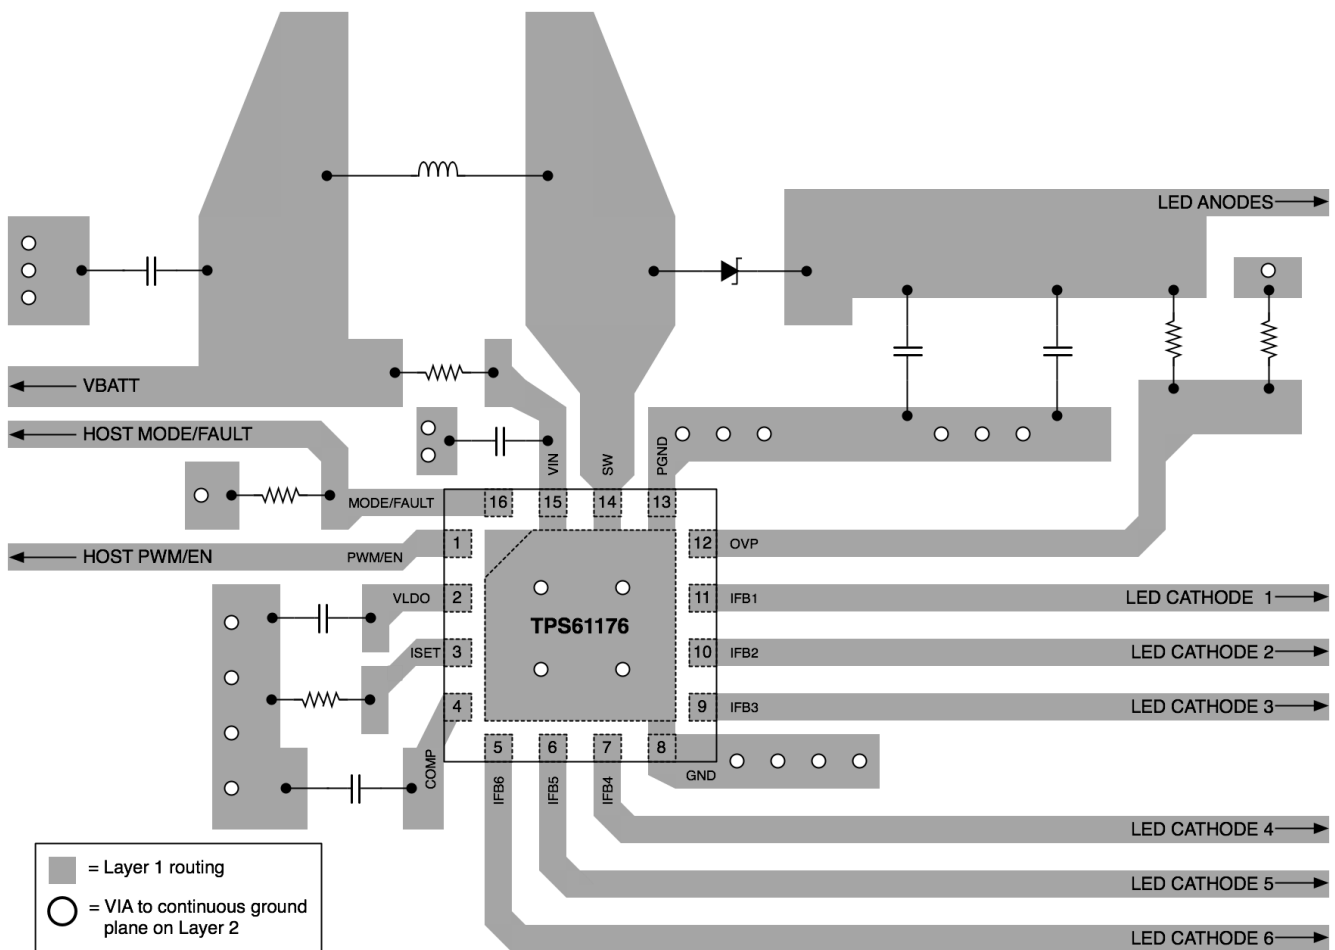 LED ANODES
VBATT
HOST MODE/FAULT
VIN
SW
PGND
MODE/FAULT
16
15
14
13
HOST PWM/EN
PWM/EN
1
12
OVP
VLDO
2
11
IFB1
LED CATHODE 1
TPS61176
ISET
3
10
IFB2
LED CATHODE 2
4
9
IFB3
LED CATHODE 3
COMP
5
6
7
8
GND
IFB6
IFB5
IFB4
LED CATHODE 4
LED CATHODE 5
LED CATHODE 6
= Layer 1 routing
= VIA to continuous ground
plane on Layer 2